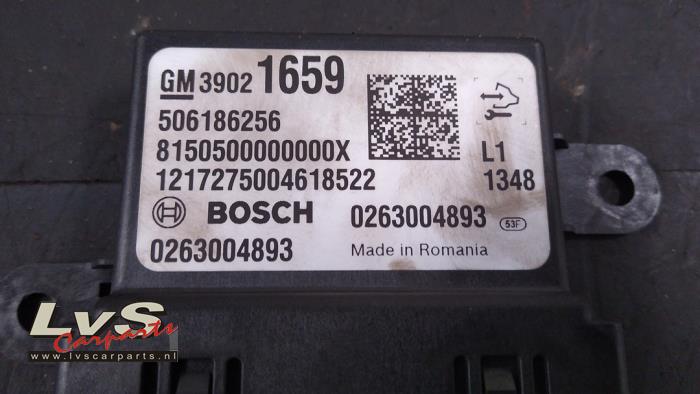 GM 3902 1659
506186256
8150500000000X L1
1217275004618522 1348
BOSCH 0263004893 53F
0263004893 Made in Romania
LvS
Carparts
www.lvscarparts.nl